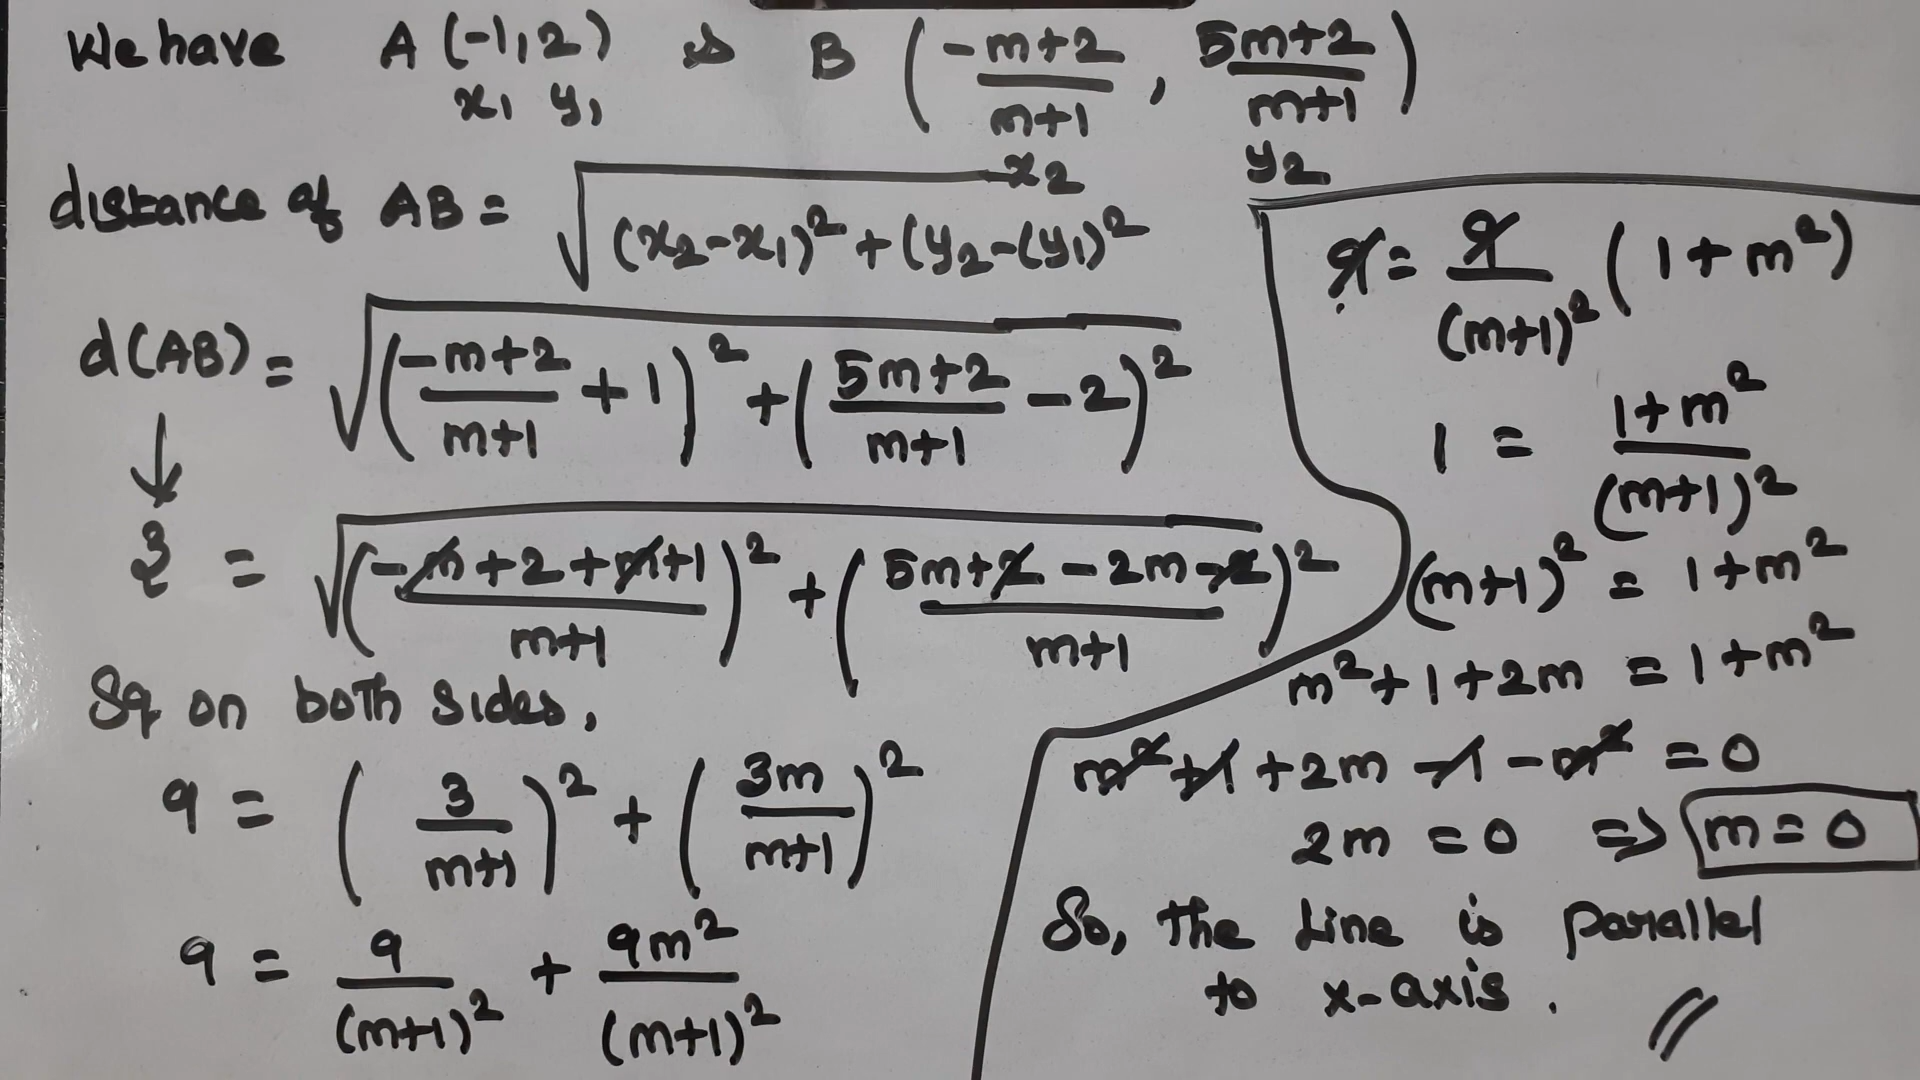 We have A (-1, 2) & B ( (-m+2)/(m+1) , (5m+2)/(m+1) )
x₁ y₁ x₂ y₂
distance of AB = √((x₂-x₁)² + (y₂-(y₁)²
d(AB) = √(((-m+2)/(m+1) + 1)² + ((5m+2)/(m+1) - 2)²)
↓
3 = √(((-m+2+m+1)/(m+1))² + ((5m+2-2m-2)/(m+1))²)
Sq on both sides,
9 = (3/(m+1))² + (3m/(m+1))²
9 = 9/(m+1)² + 9m²/(m+1)²
9 = 9/(m+1)² (1+m²)
1 = (1+m²)/(m+1)²
(m+1)² = 1+m²
m²+1+2m = 1+m²
m²+1+2m-1-m² = 0
2m = 0 ⇒ m = 0
So, the Line is parallel
to x-axis.